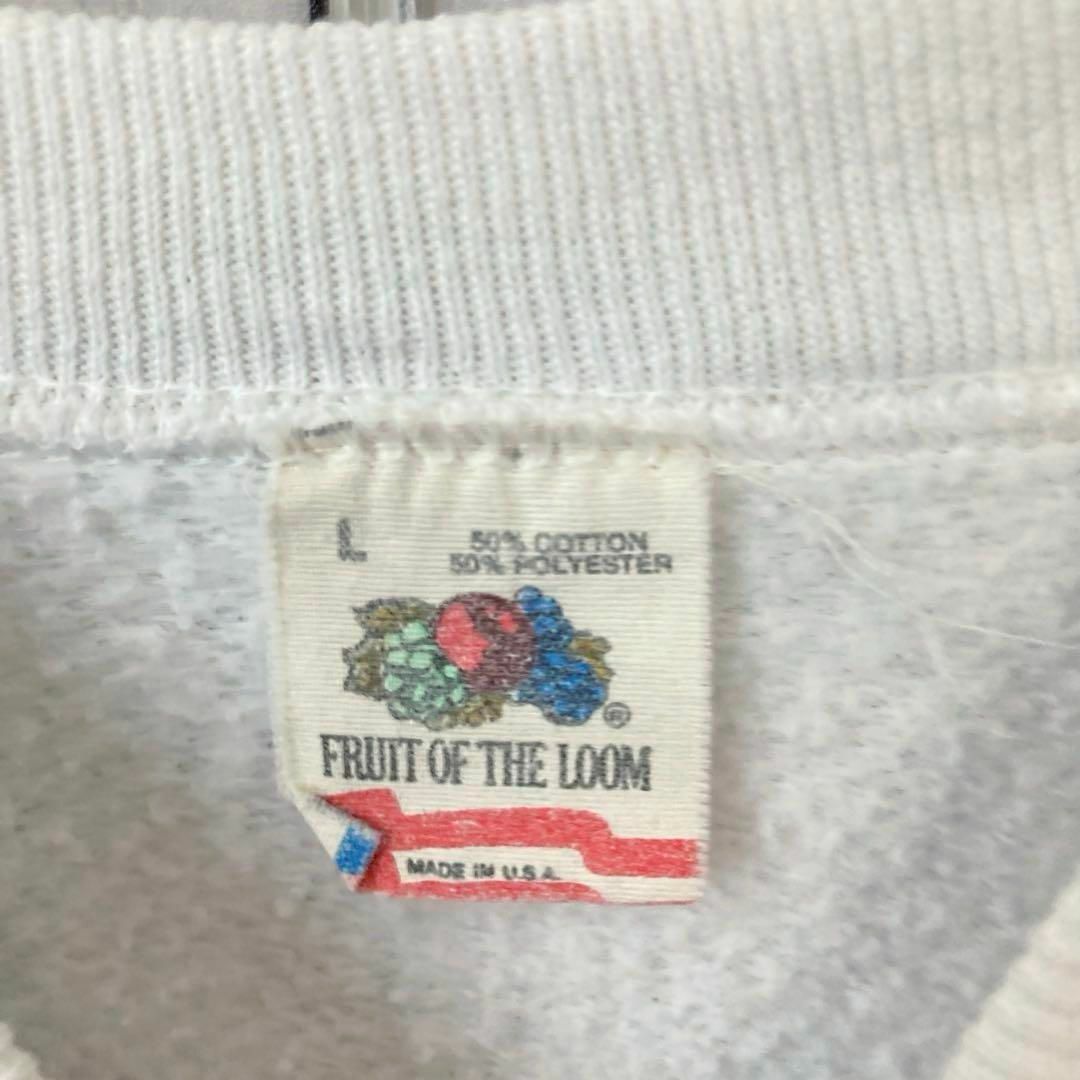 L
50% COTTON
50% POLYESTER
®
FRUIT OF THE LOOM
MADE IN U.S.A.